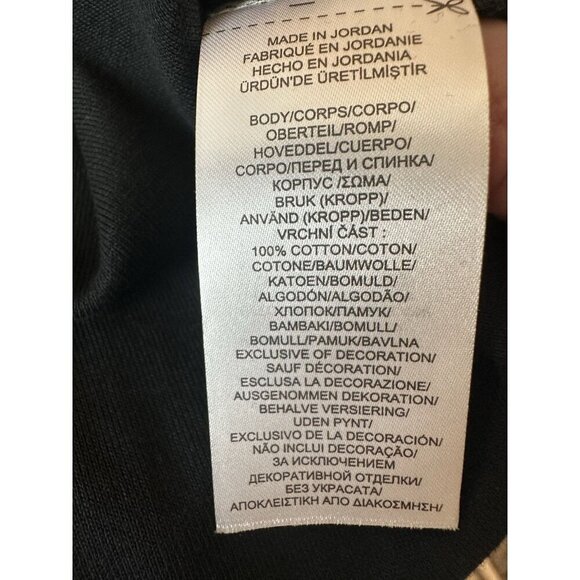 MADE IN JORDAN
FABRIQUÉ EN JORDANIE
HECHO EN JORDANIA
ÜRDÜN'DE ÜRETİLMİŞTİR
BODY/CORPS/CORPO/
OBERTEIL/ROMP/
HOVEDDEL/CUERPO/
CORPO/ПЕРЕД И СПИНКА/
КОРПУС /ΣΩΜΑ/
BRUK (KROPP)/
ANVÄND (KROPP)/BEDEN/
VRCHNÍ ČÁST :
100% COTTON/COTON/
COTONE/BAUMWOLLE/
KATOEN/BOMULD/
ALGODÓN/ALGODÃO/
ХЛОПОК/ПАМУК/
BAMBAKI/BOMULL/
BOMULL/PAMUK/BAVLNA
EXCLUSIVE OF DECORATION/
SAUF DÉCORATION/
ESCLUSA LA DECORAZIONE/
AUSGENOMMEN DEKORATION/
BEHALVE VERSIERING/
UDEN PYNT/
EXCLUSIVO DE LA DECORACIÓN/
NÃO INCLUI DECORAÇÃO/
ЗА ИСКЛЮЧЕНИЕМ
ДЕКОРАТИВНОЙ ОТДЕЛКИ/
БЕЗ УКРАСАТА/
ΑΠΟΚΛΕΙΣΤΙΚΗ ΑΠΟ ΔΙΑΚΟΣΜΗΣΗ/